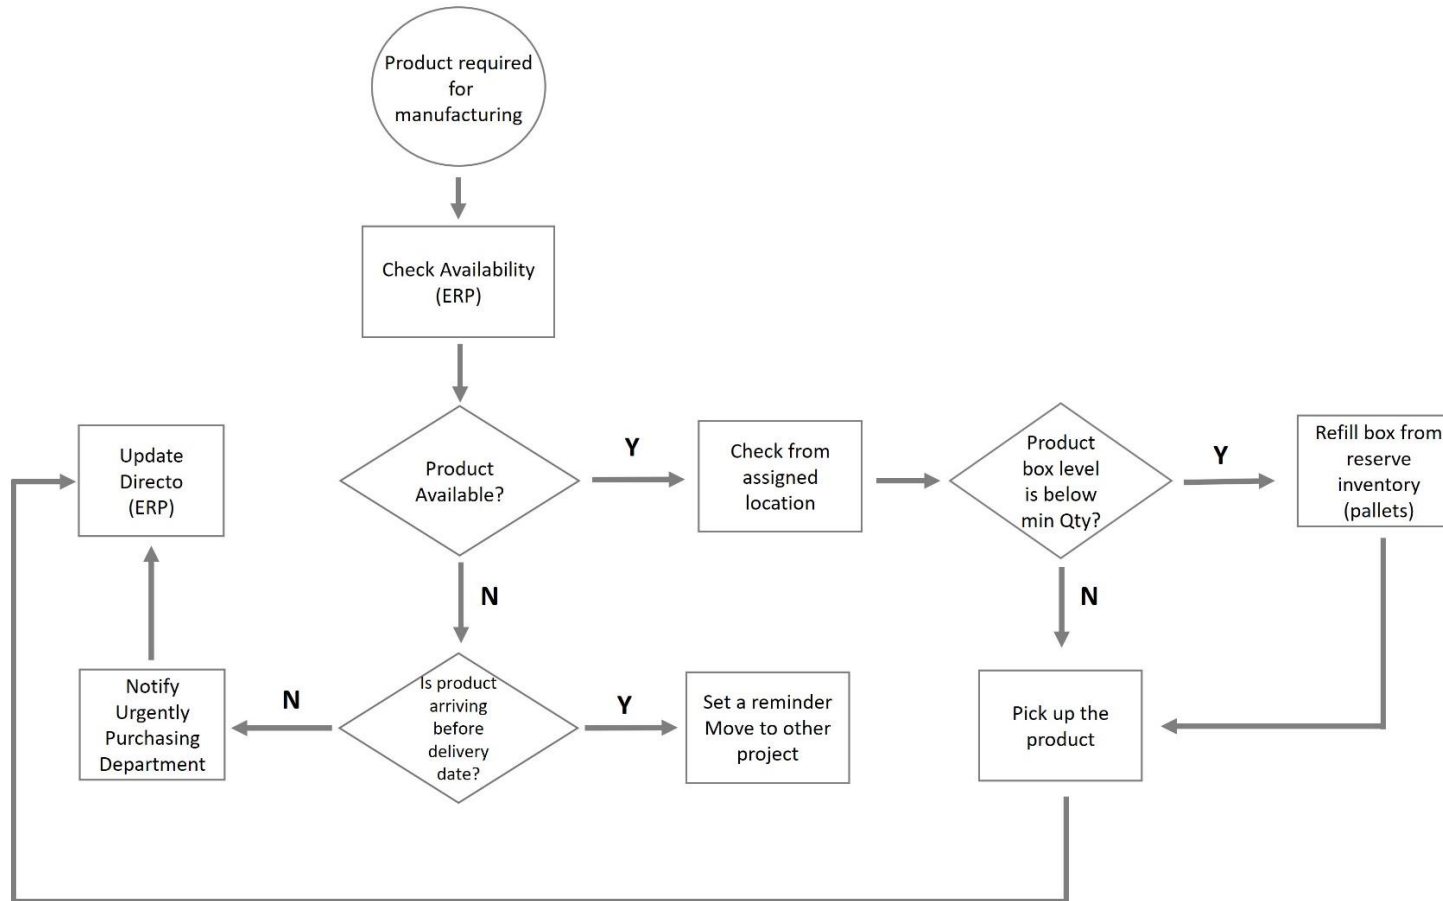 Product required
for
manufacturing
Check Availability
(ERP)
Product
Available?
Y
N
Check from
assigned
location
Product
box level
is below
min Qty?
Y
N
Refill box from
reserve
inventory
(pallets)
Update
Directo
(ERP)
Notify
Urgently
Purchasing
Department
N
Is product
arriving
before
delivery
date?
Y
Set a reminder
Move to other
project
Pick up the
product